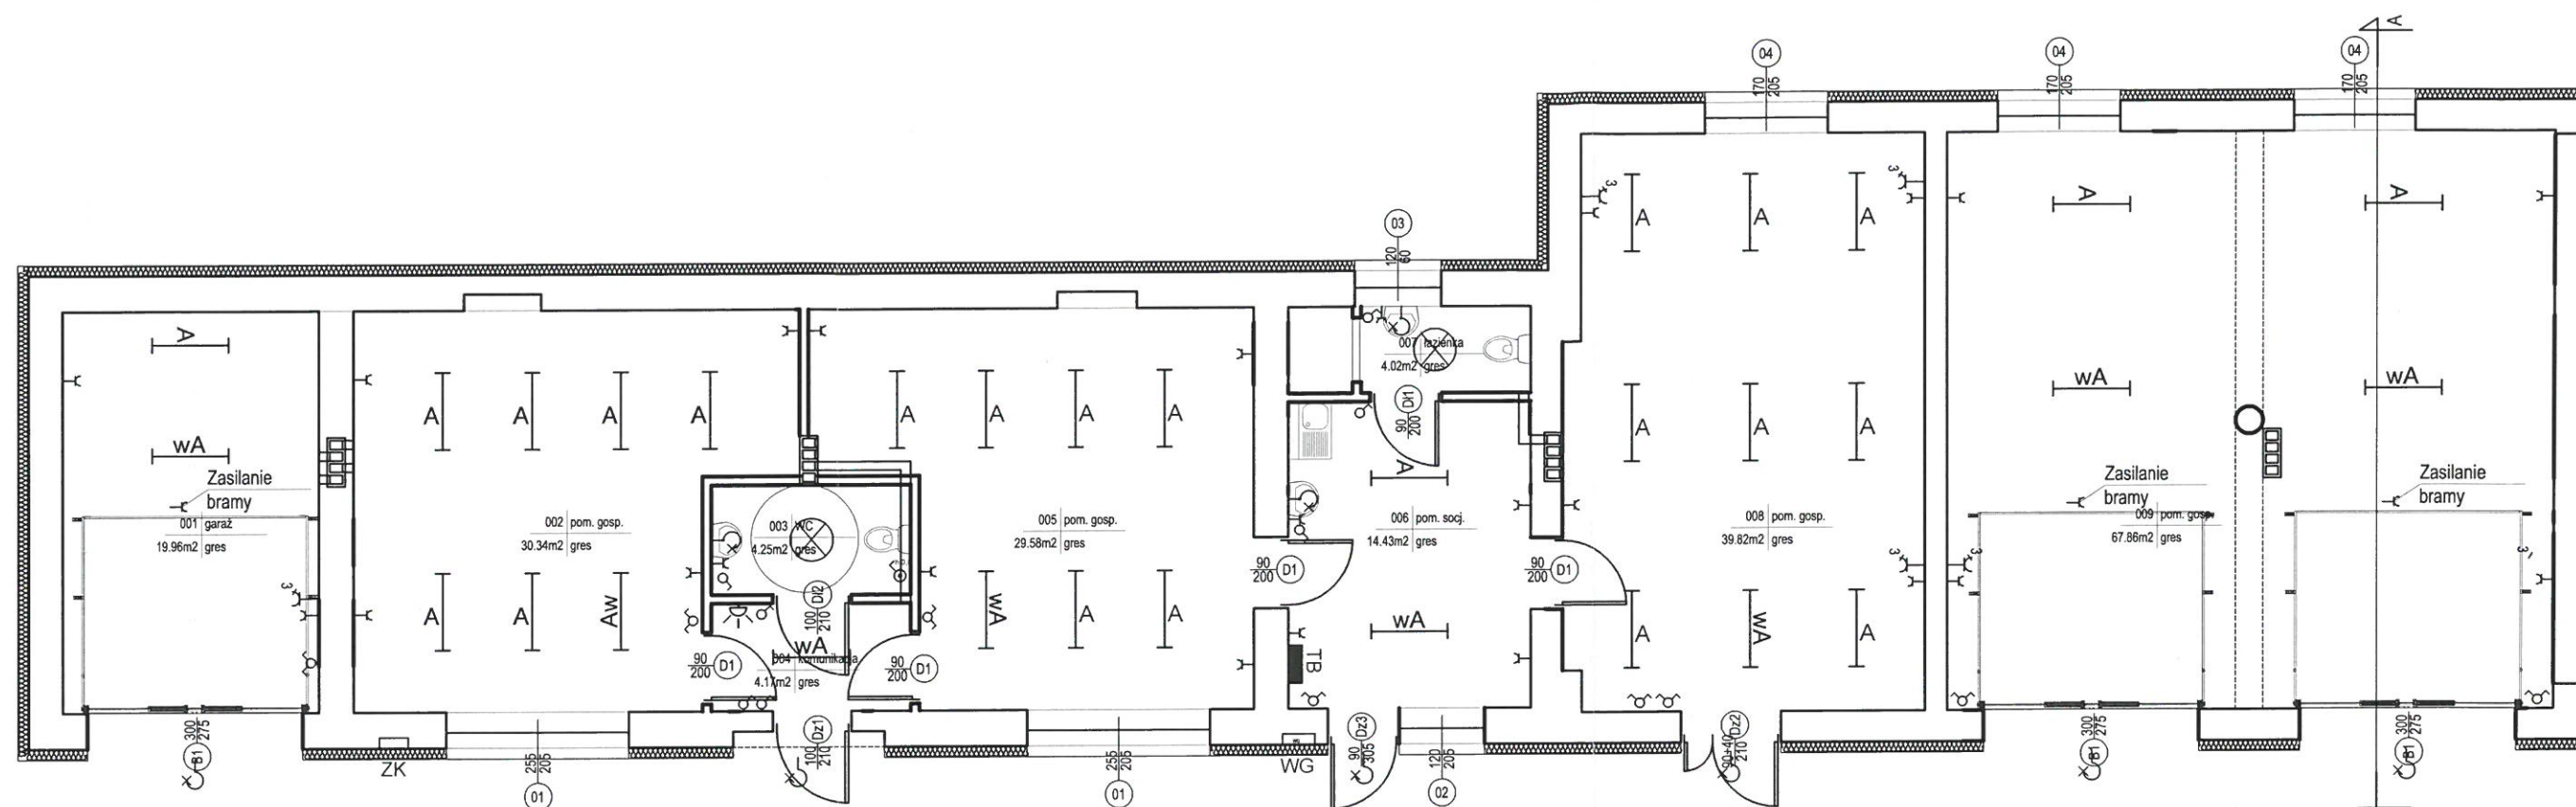 A
04
170
205
04
170
205
04
170
205
03
120
60
3
3
A
A
A
A
A
A
A
wA
Zasilanie
bramy
001 garaż
19.96m2 gres
3
300
275
B1
A
A
A
A
002 pom. gosp.
30.34m2 gres
A
A
wA
ZK
255
205
01
003 WC
4.25m2 gres
Dł2
100
210
wA
004 komunikacja
4.17m2 gres
90
200
D1
90
200
D1
Dz1
100
210
A
A
A
A
005 pom. gosp.
29.58m2 gres
wA
A
A
255
205
01
WG
007 łazienka
4.02m2 gres
Dł1
90
200
A
006 pom. socj.
14.43m2 gres
90
200
D1
90
200
D1
wA
TB
Dz3
90
305
120
205
02
A
A
A
008 pom. gosp.
39.82m2 gres
A
wA
A
Dz2
90+40
210
wA
wA
Zasilanie
bramy
Zasilanie
bramy
009 pom. gosp.
67.86m2 gres
3
3
3
300
275
B1
300
275
B1